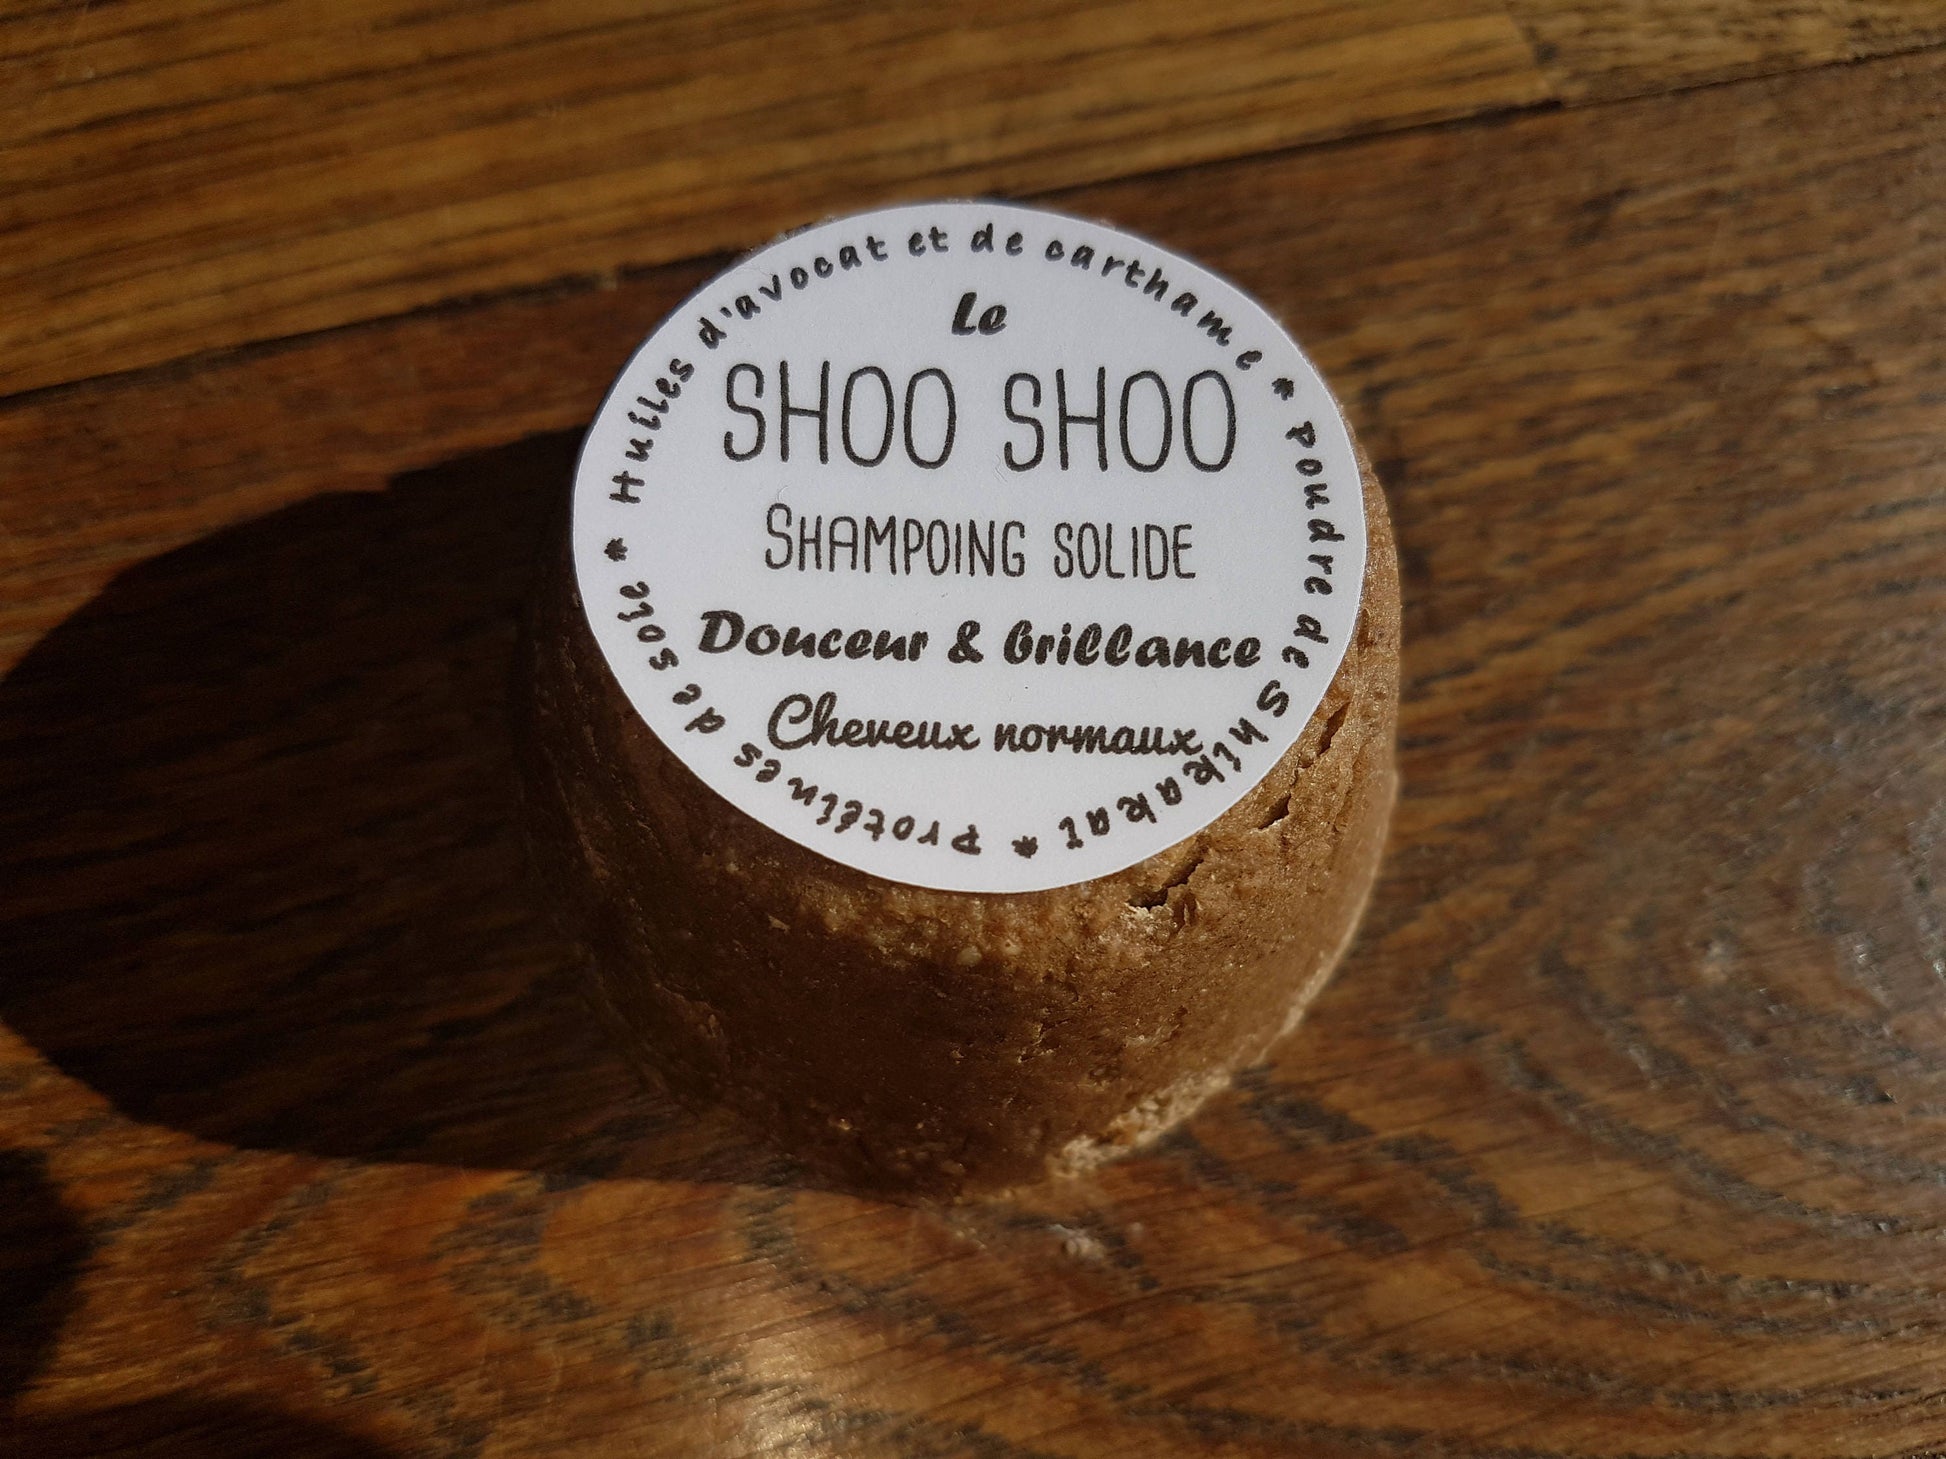 Huiles d'avocat et de carthame * Poudre de Shikakaï * Protéines de soie *
Le
SHOO SHOO
SHAMPOING SOLIDE
Douceur & brillance
Cheveux normaux